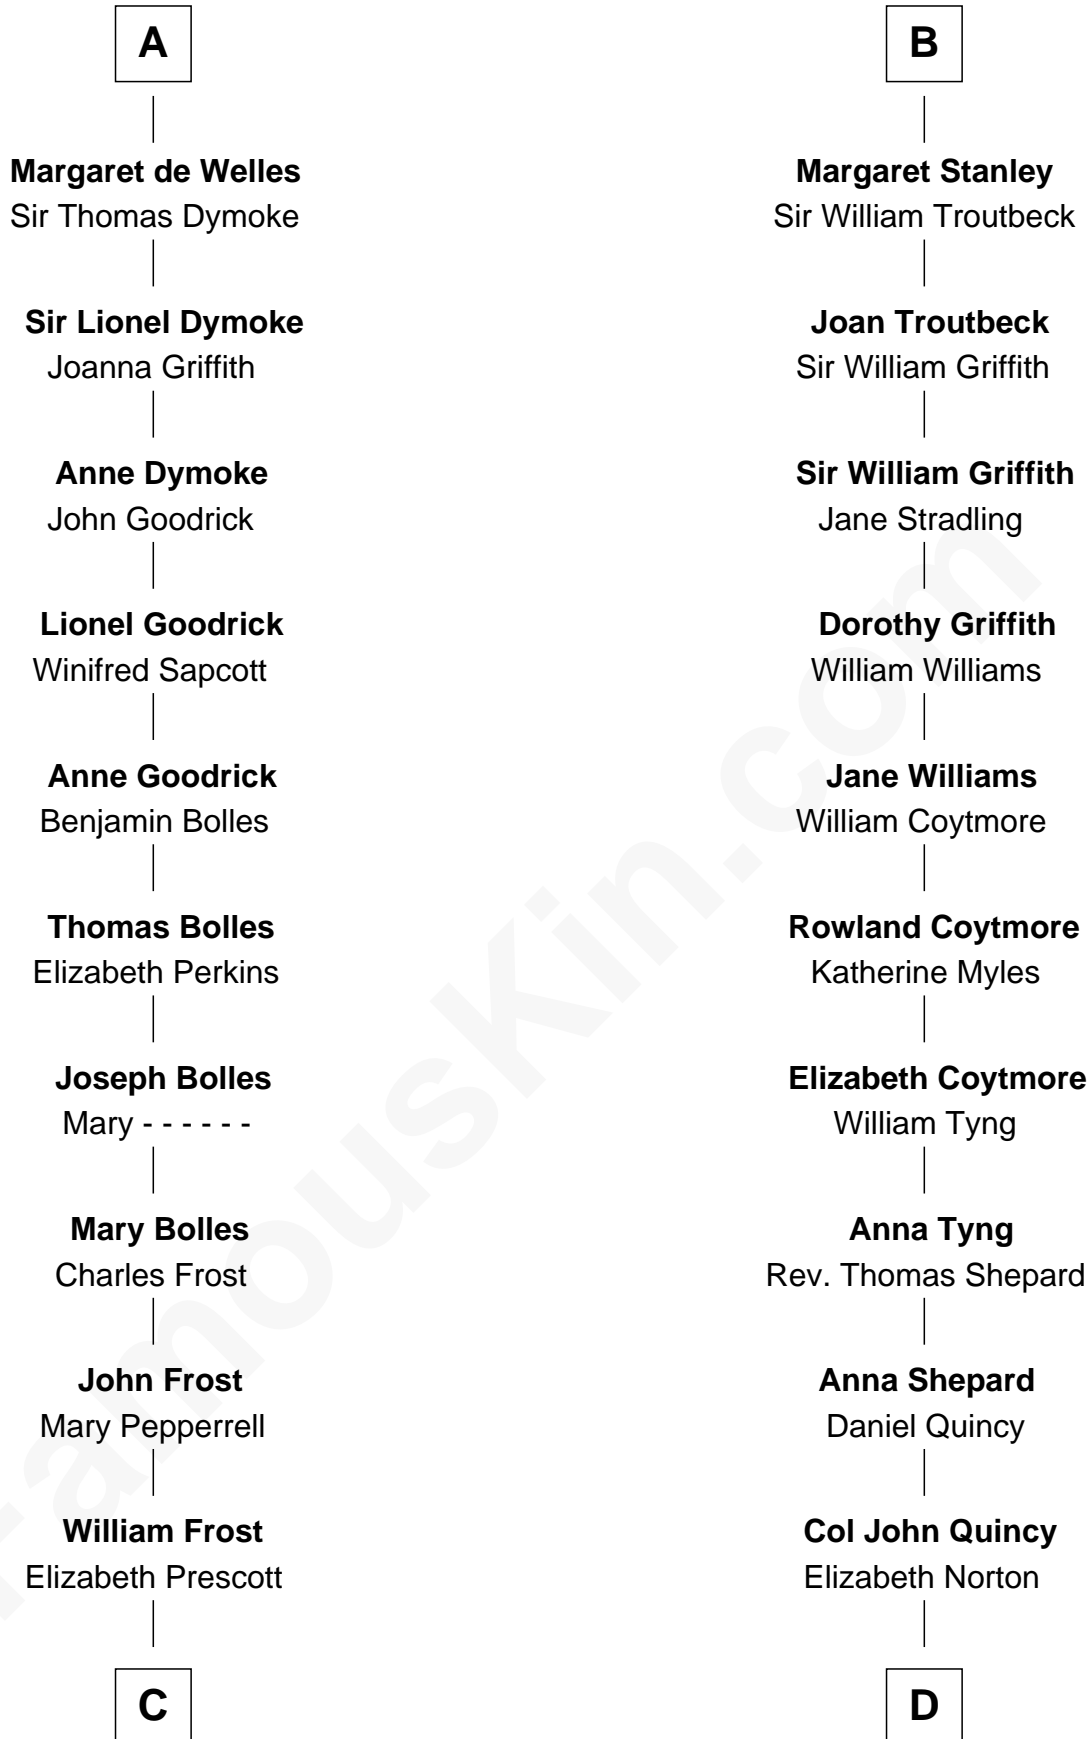 A
Margaret de Welles
Sir Thomas Dymoke
Sir Lionel Dymoke
Joanna Griffith
Anne Dymoke
John Goodrick
Lionel Goodrick
Winifred Sapcott
Anne Goodrick
Benjamin Bolles
Thomas Bolles
Elizabeth Perkins
Joseph Bolles
Mary - - - - - -
Mary Bolles
Charles Frost
John Frost
Mary Pepperrell
William Frost
Elizabeth Prescott
C
B
Margaret Stanley
Sir William Troutbeck
Joan Troutbeck
Sir William Griffith
Sir William Griffith
Jane Stradling
Dorothy Griffith
William Williams
Jane Williams
William Coytmore
Rowland Coytmore
Katherine Myles
Elizabeth Coytmore
William Tyng
Anna Tyng
Rev. Thomas Shepard
Anna Shepard
Daniel Quincy
Col John Quincy
Elizabeth Norton
D
FamousKin.com